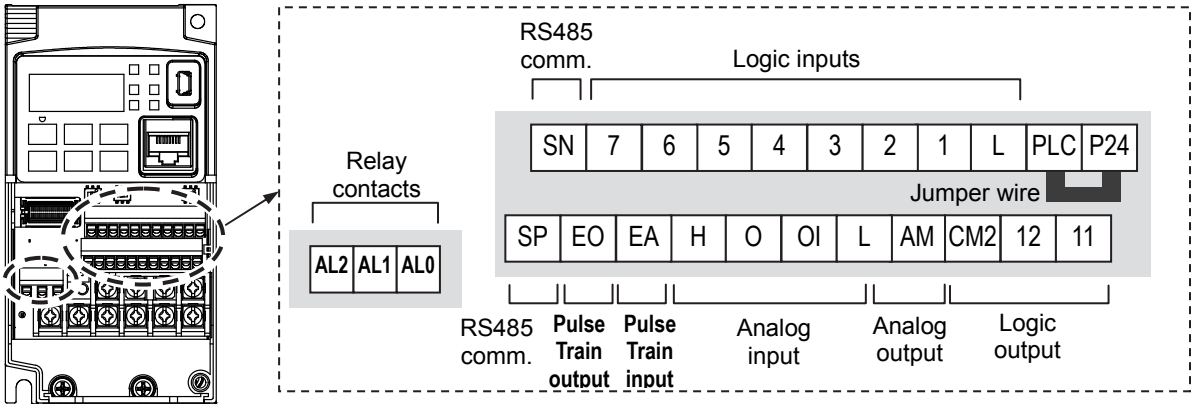 RS485
comm.
Logic inputs
SN 7 6 5 4 3 2 1 L PLC P24
Relay
contacts
Jumper wire
SP EO EA H O OI L AM CM2 12 11
AL2 AL1 AL0
RS485
comm.
Pulse
Train
output
Pulse
Train
input
Analog
input
Analog
output
Logic
output